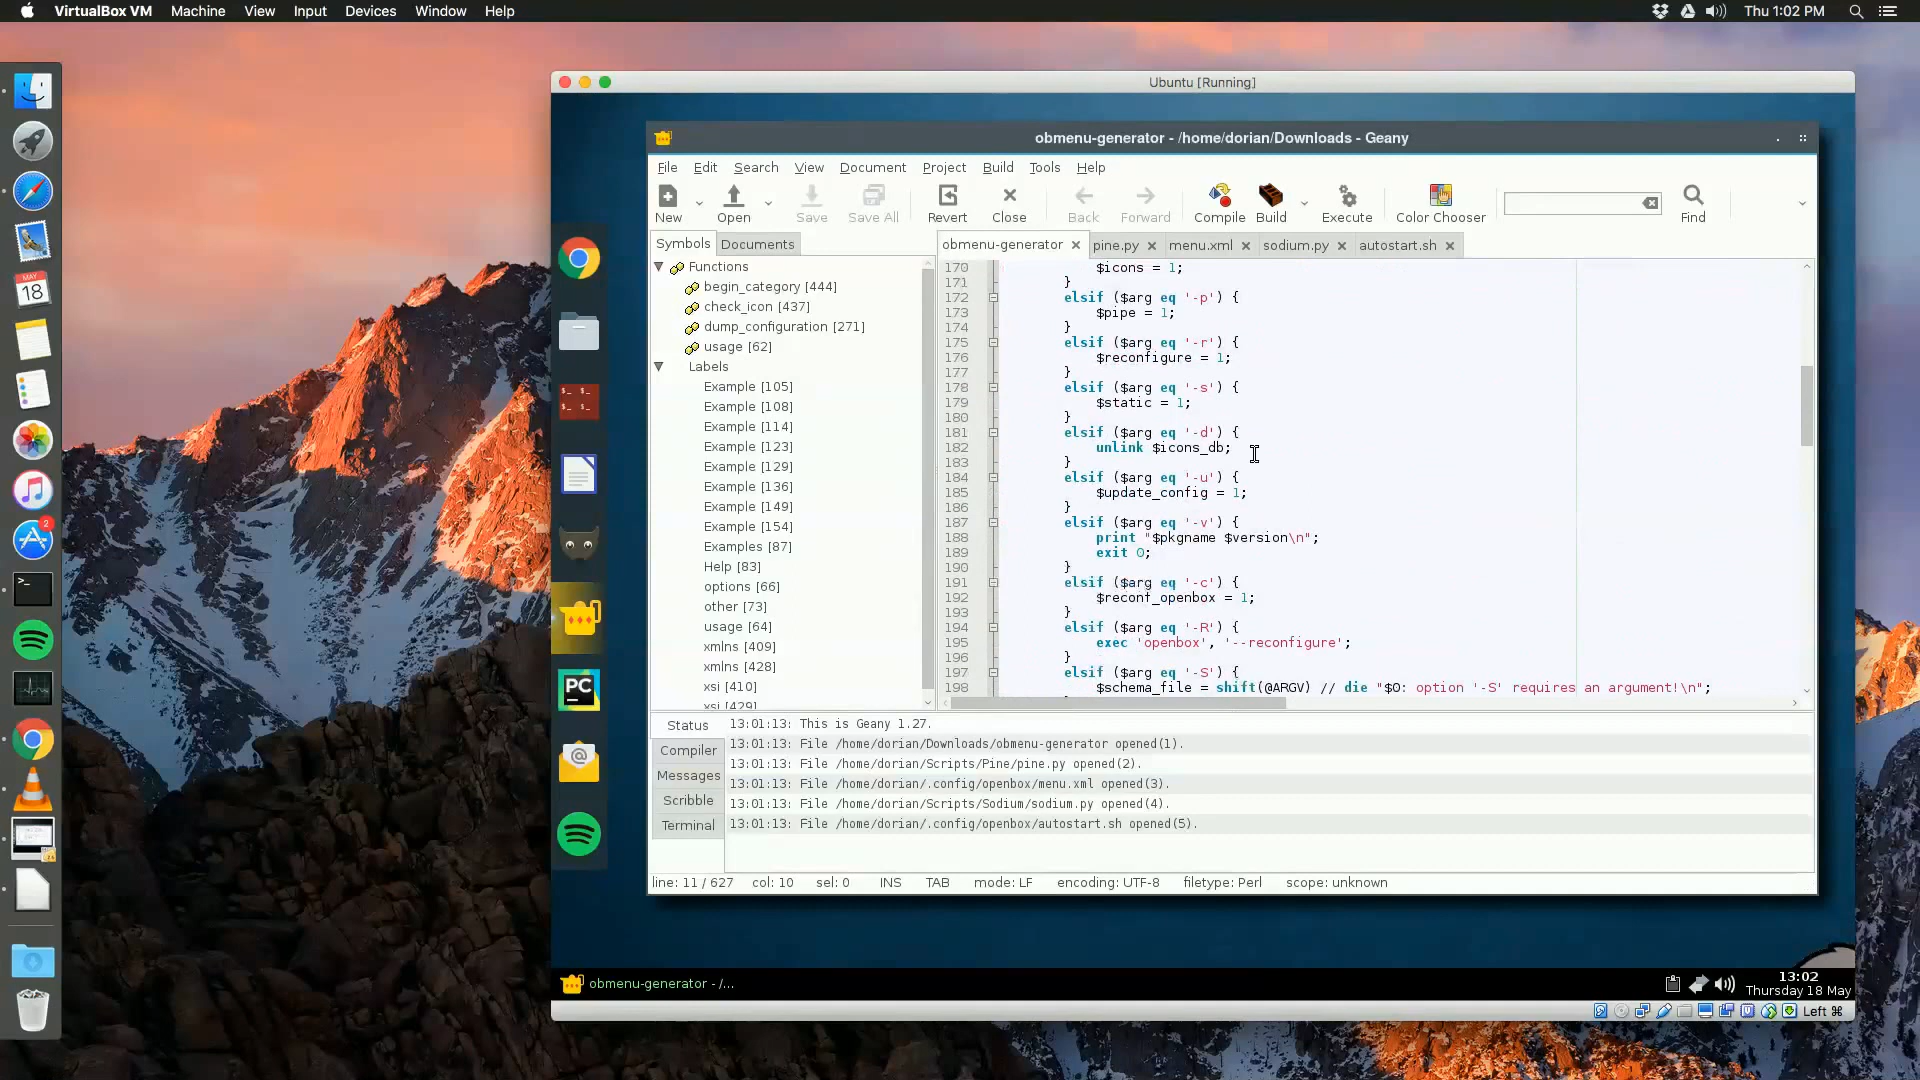 VirtualBox VM Machine View Input Devices Window Help Thu 1:02 PM
Ubuntu [Running]
obmenu-generator - /home/dorian/Downloads - Geany
File Edit Search View Document Project Build Tools Help
New Open Save Save All Revert Close Back Forward Compile Build Execute Color Chooser Find
Symbols Documents
obmenu-generator pine.py menu.xml sodium.py autostart.sh
Functions
begin_category [444]
check_icon [437]
dump_configuration [271]
usage [62]
Labels
Example [105]
Example [108]
Example [114]
Example [123]
Example [129]
Example [136]
Example [149]
Example [154]
Examples [87]
Help [83]
options [66]
other [73]
usage [64]
xmlns [409]
xmlns [428]
xsi [410]
xsi [429]
170 $icons = 1;
171 }
172 elsif ($arg eq '-p') {
173 $pipe = 1;
174 }
175 elsif ($arg eq '-r') {
176 $reconfigure = 1;
177 }
178 elsif ($arg eq '-s') {
179 $static = 1;
180 }
181 elsif ($arg eq '-d') {
182 unlink $icons_db;
183 }
184 elsif ($arg eq '-u') {
185 $update_config = 1;
186 }
187 elsif ($arg eq '-v') {
188 print "$pkgname $version\n";
189 exit 0;
190 }
191 elsif ($arg eq '-c') {
192 $reconf_openbox = 1;
193 }
194 elsif ($arg eq '-R') {
195 exec 'openbox', '--reconfigure';
196 }
197 elsif ($arg eq '-S') {
198 $schema_file = shift(@ARGV) // die "$0: option '-S' requires an argument!\n";
Status
Compiler
Messages
Scribble
Terminal
13:01:13: This is Geany 1.27.
13:01:13: File /home/dorian/Downloads/obmenu-generator opened(1).
13:01:13: File /home/dorian/Scripts/Pine/pine.py opened(2).
13:01:13: File /home/dorian/.config/openbox/menu.xml opened(3).
13:01:13: File /home/dorian/Scripts/Sodium/sodium.py opened(4).
13:01:13: File /home/dorian/.config/openbox/autostart.sh opened(5).
line: 11 / 627 col: 10 sel: 0 INS TAB mode: LF encoding: UTF-8 filetype: Perl scope: unknown
obmenu-generator - /...
13:02
Thursday 18 May
Left ⌘
MAY
18
2
PC